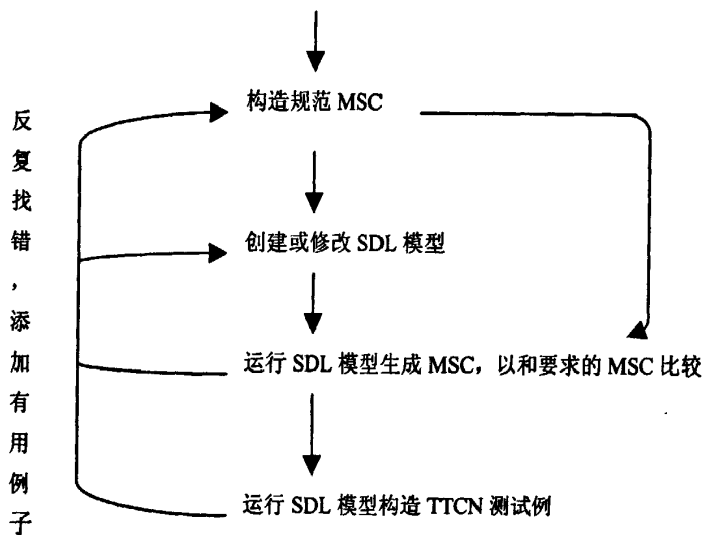 构造规范 MSC
创建或修改 SDL 模型
运行 SDL 模型生成 MSC，以和要求的 MSC 比较
运行 SDL 模型构造 TTCN 测试例
反复找错，添加有用例子